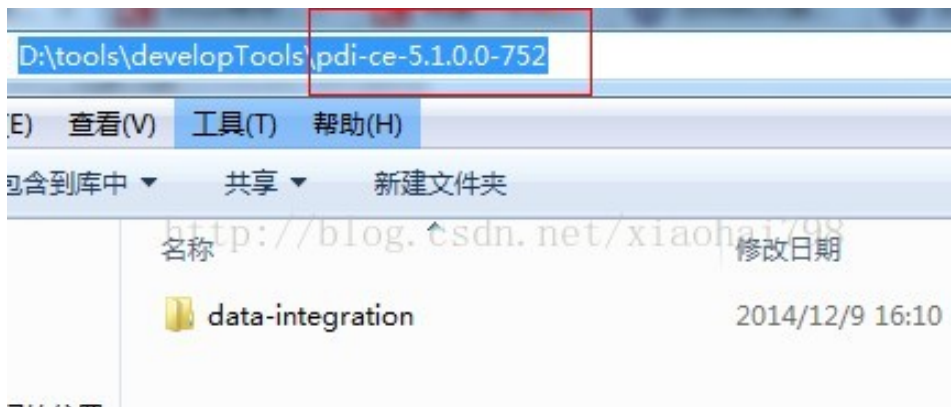 D:\tools\developTools\pdi-ce-5.1.0.0-752
E) 查看(V) 工具(T) 帮助(H)
包含到库中 共享 新建文件夹
http://blog.csdn.net/xiaohai798
名称 修改日期
data-integration 2014/12/9 16:10